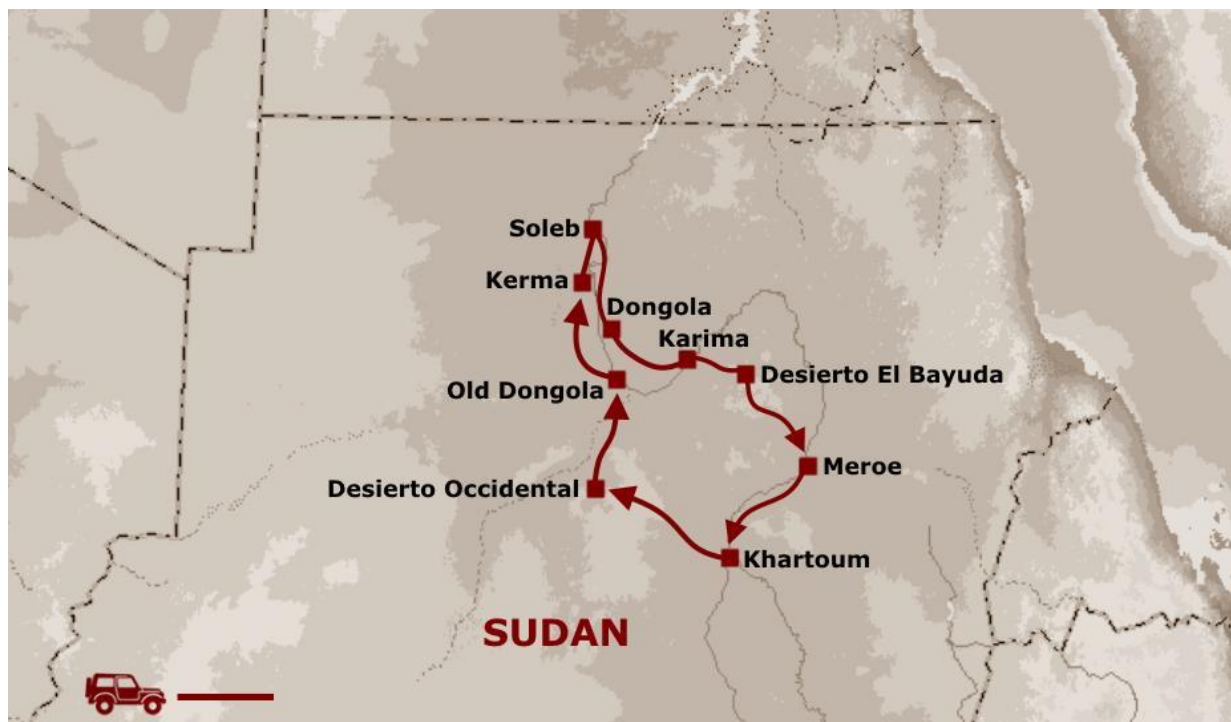 Soleb
Kerma
Dongola
Karima
Desierto El Bayuda
Old Dongola
Meroe
Desierto Occidental
Khartoum
SUDAN